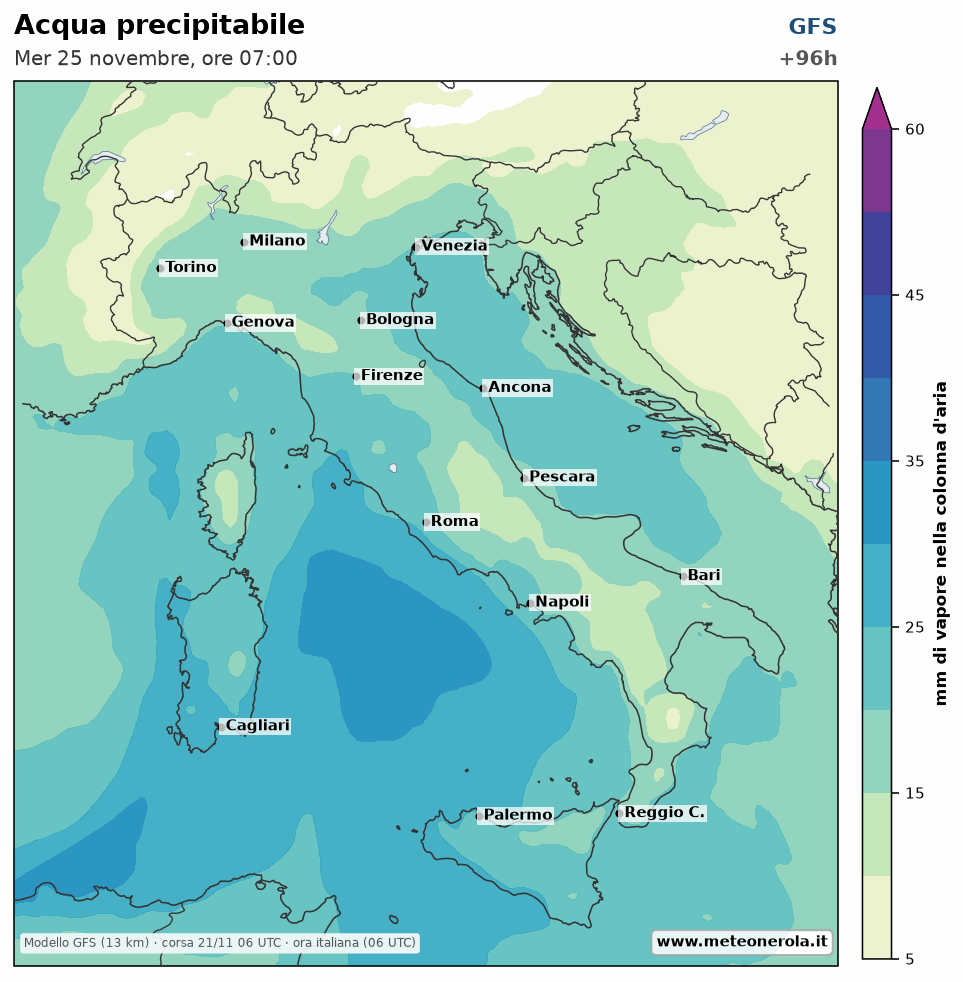 Acqua precipitabile
GFS
Mer 25 novembre, ore 07:00
+96h
60
45
35
25
15
5
mm di vapore nella colonna d'aria
Milano
Venezia
Torino
Genova
Bologna
Firenze
Ancona
Pescara
Roma
Bari
Napoli
Cagliari
Palermo
Reggio C.
Modello GFS (13 km) · corsa 21/11 06 UTC · ora italiana (06 UTC)
www.meteonerola.it